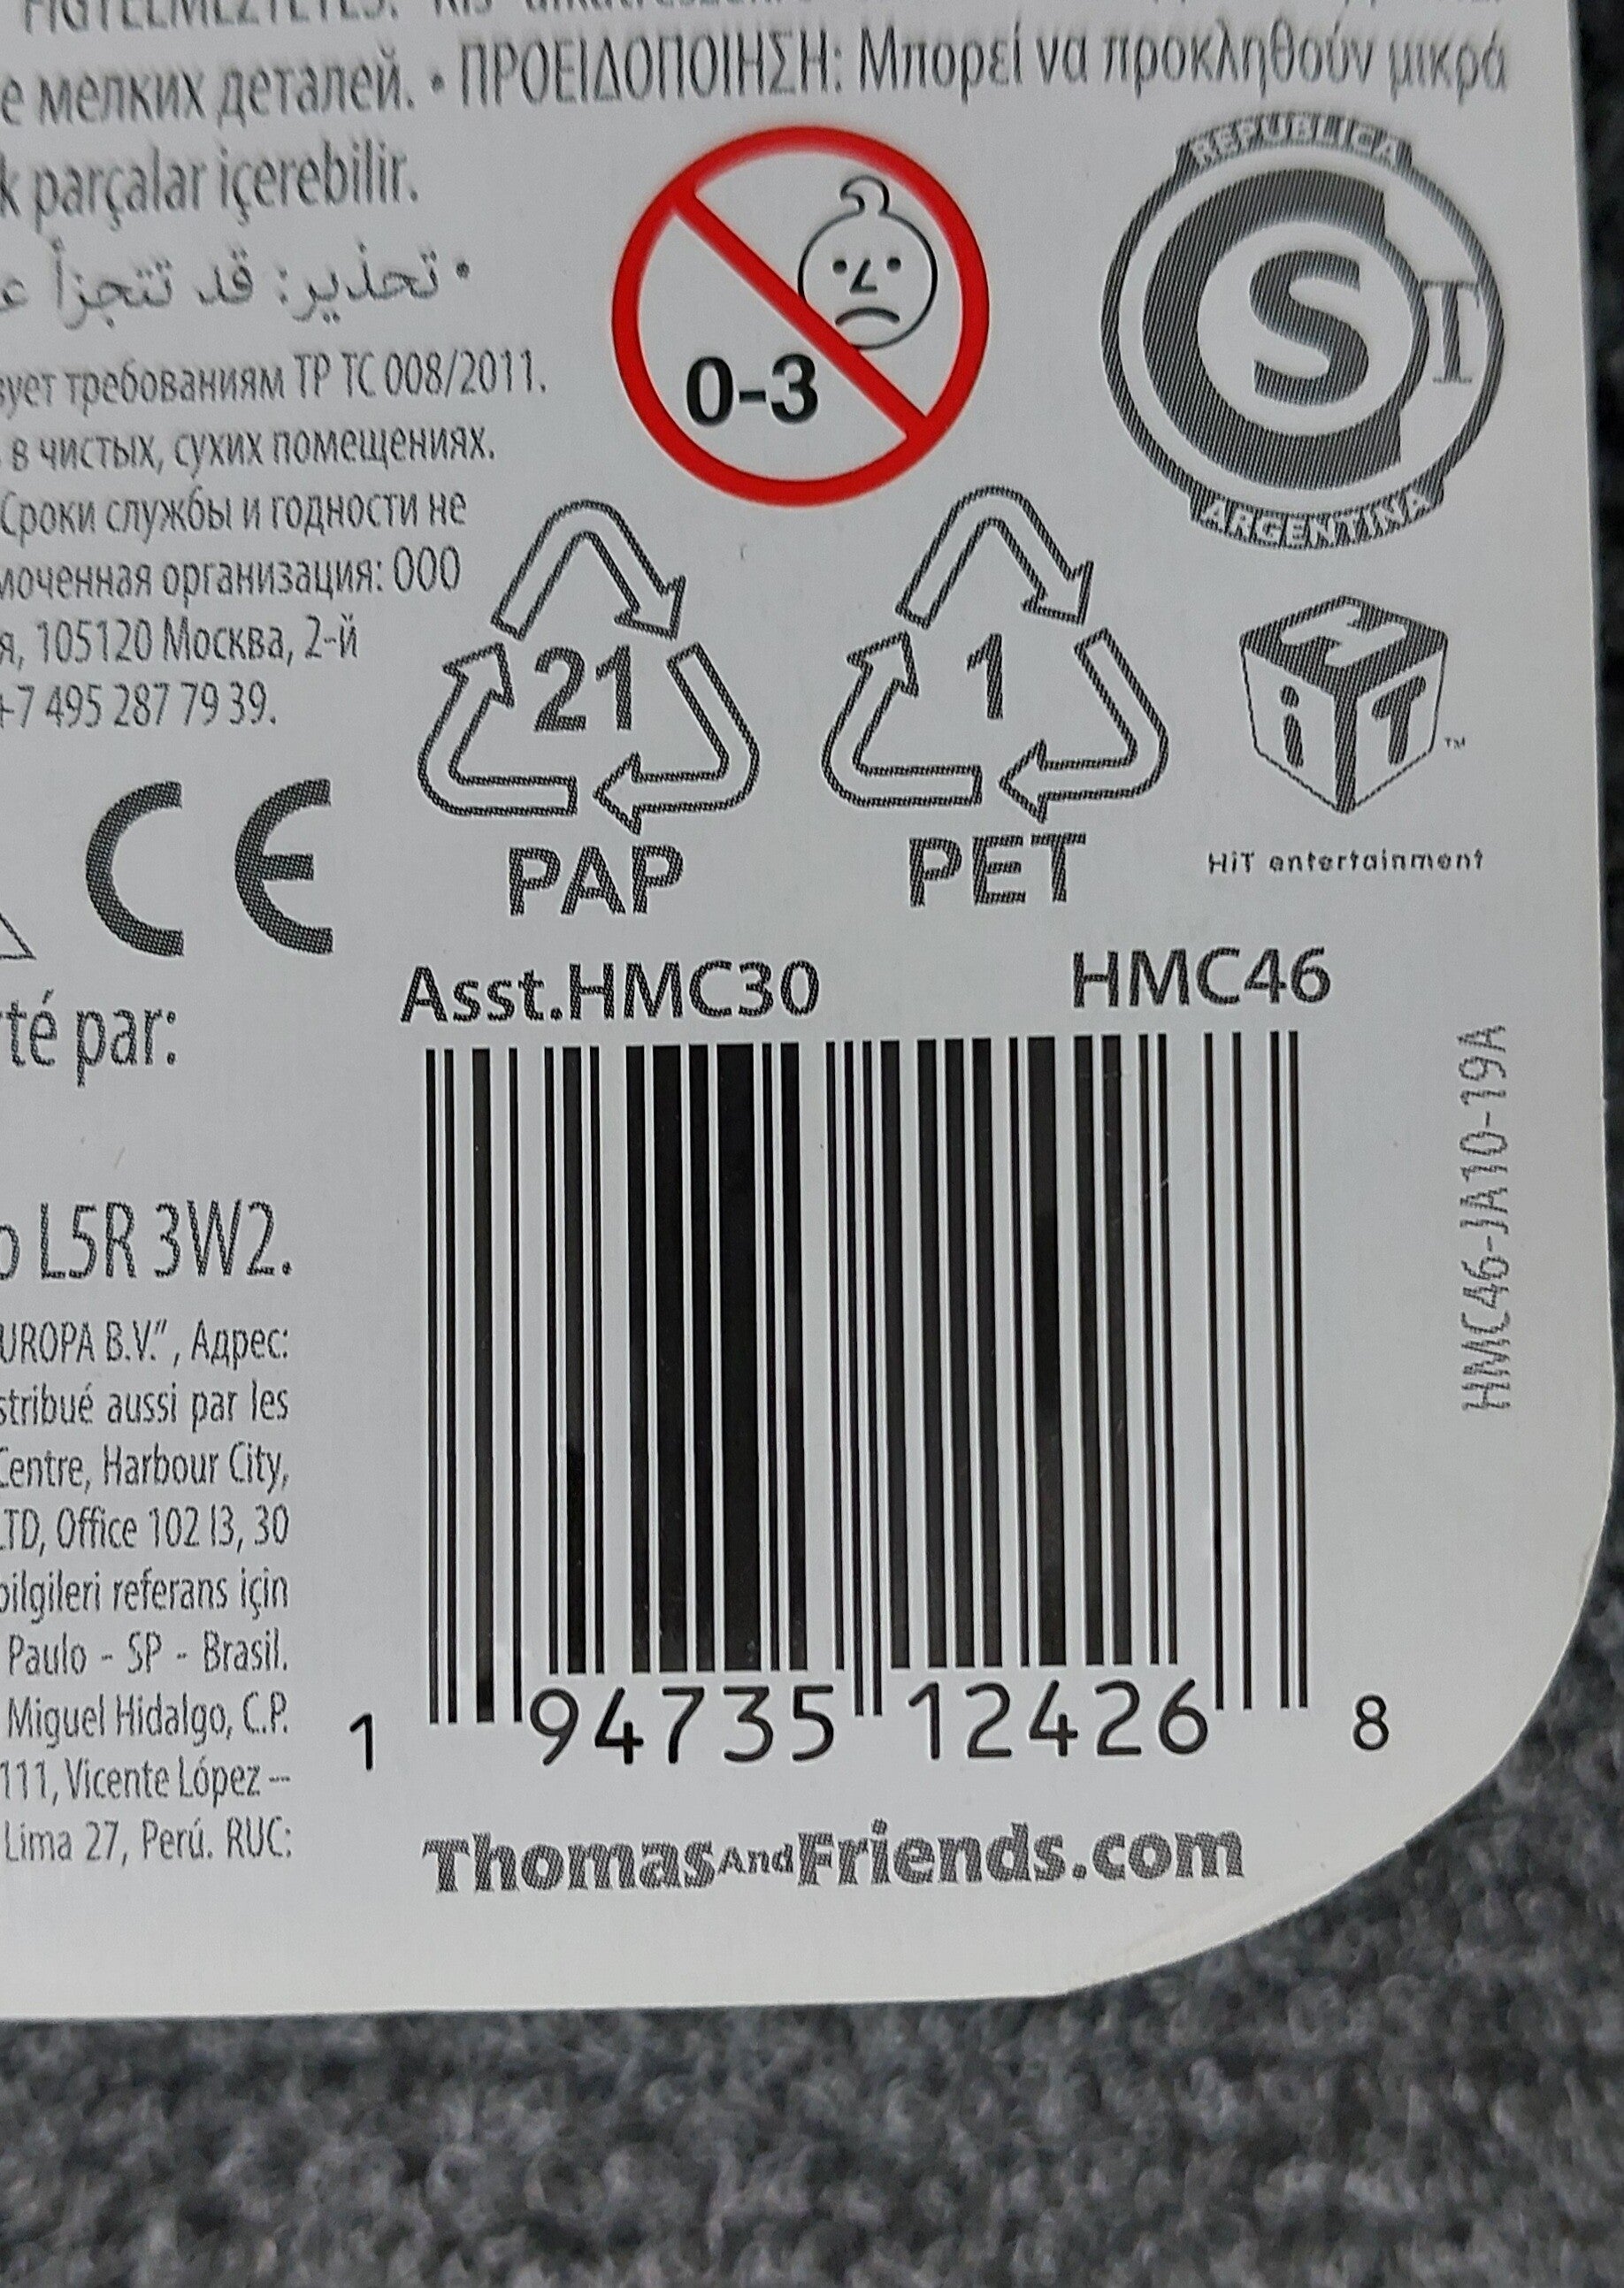 е мелких деталей. • ΠΡΟΕΙΔΟΠΟΙΗΣΗ: Μπορεί να προκληθούν μικρά
k parçalar içerebilir.
• تحذير: قد تتجزأ
REPUBLICA
S
T
ARGENTINA
0-3
требованиям ТР ТС 008/2011.
в чистых, сухих помещениях.
Сроки службы и годности не
организация: ООО
я, 105120 Москва, 2-й
+7 495 287 79 39.
21
PAP
1
PET
HiT
TM
HiT entertainment
CE
Asst.HMC30
HMC46
té par:
L5R 3W2.
UROPA B.V.", Адрес:
stribué aussi par les
Centre, Harbour City,
LTD, Office 102 I3, 30
bilgileri referans için
Paulo - SP - Brasil.
Miguel Hidalgo, C.P.
111, Vicente López –
Lima 27, Perú. RUC:
HMC46-JA10-19A
1 94735 12426 8
ThomasAndFriends.com